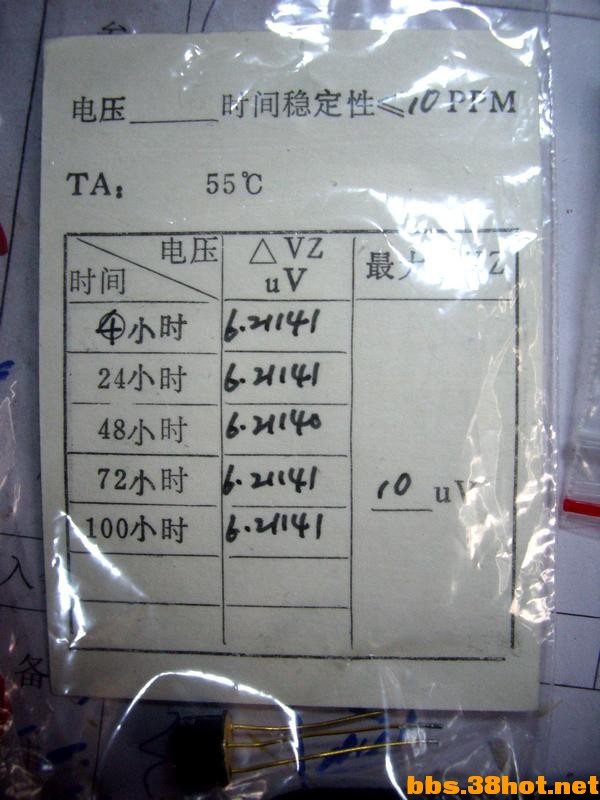 电压______时间稳定性≤10 PPM
TA: 55℃
电压 △VZ 最大
时间 uV
④小时 6.21141
24小时 6.21141
48小时 6.21140
72小时 6.21141 10 uV
100小时 6.21141
入
备
bbs.38hot.net